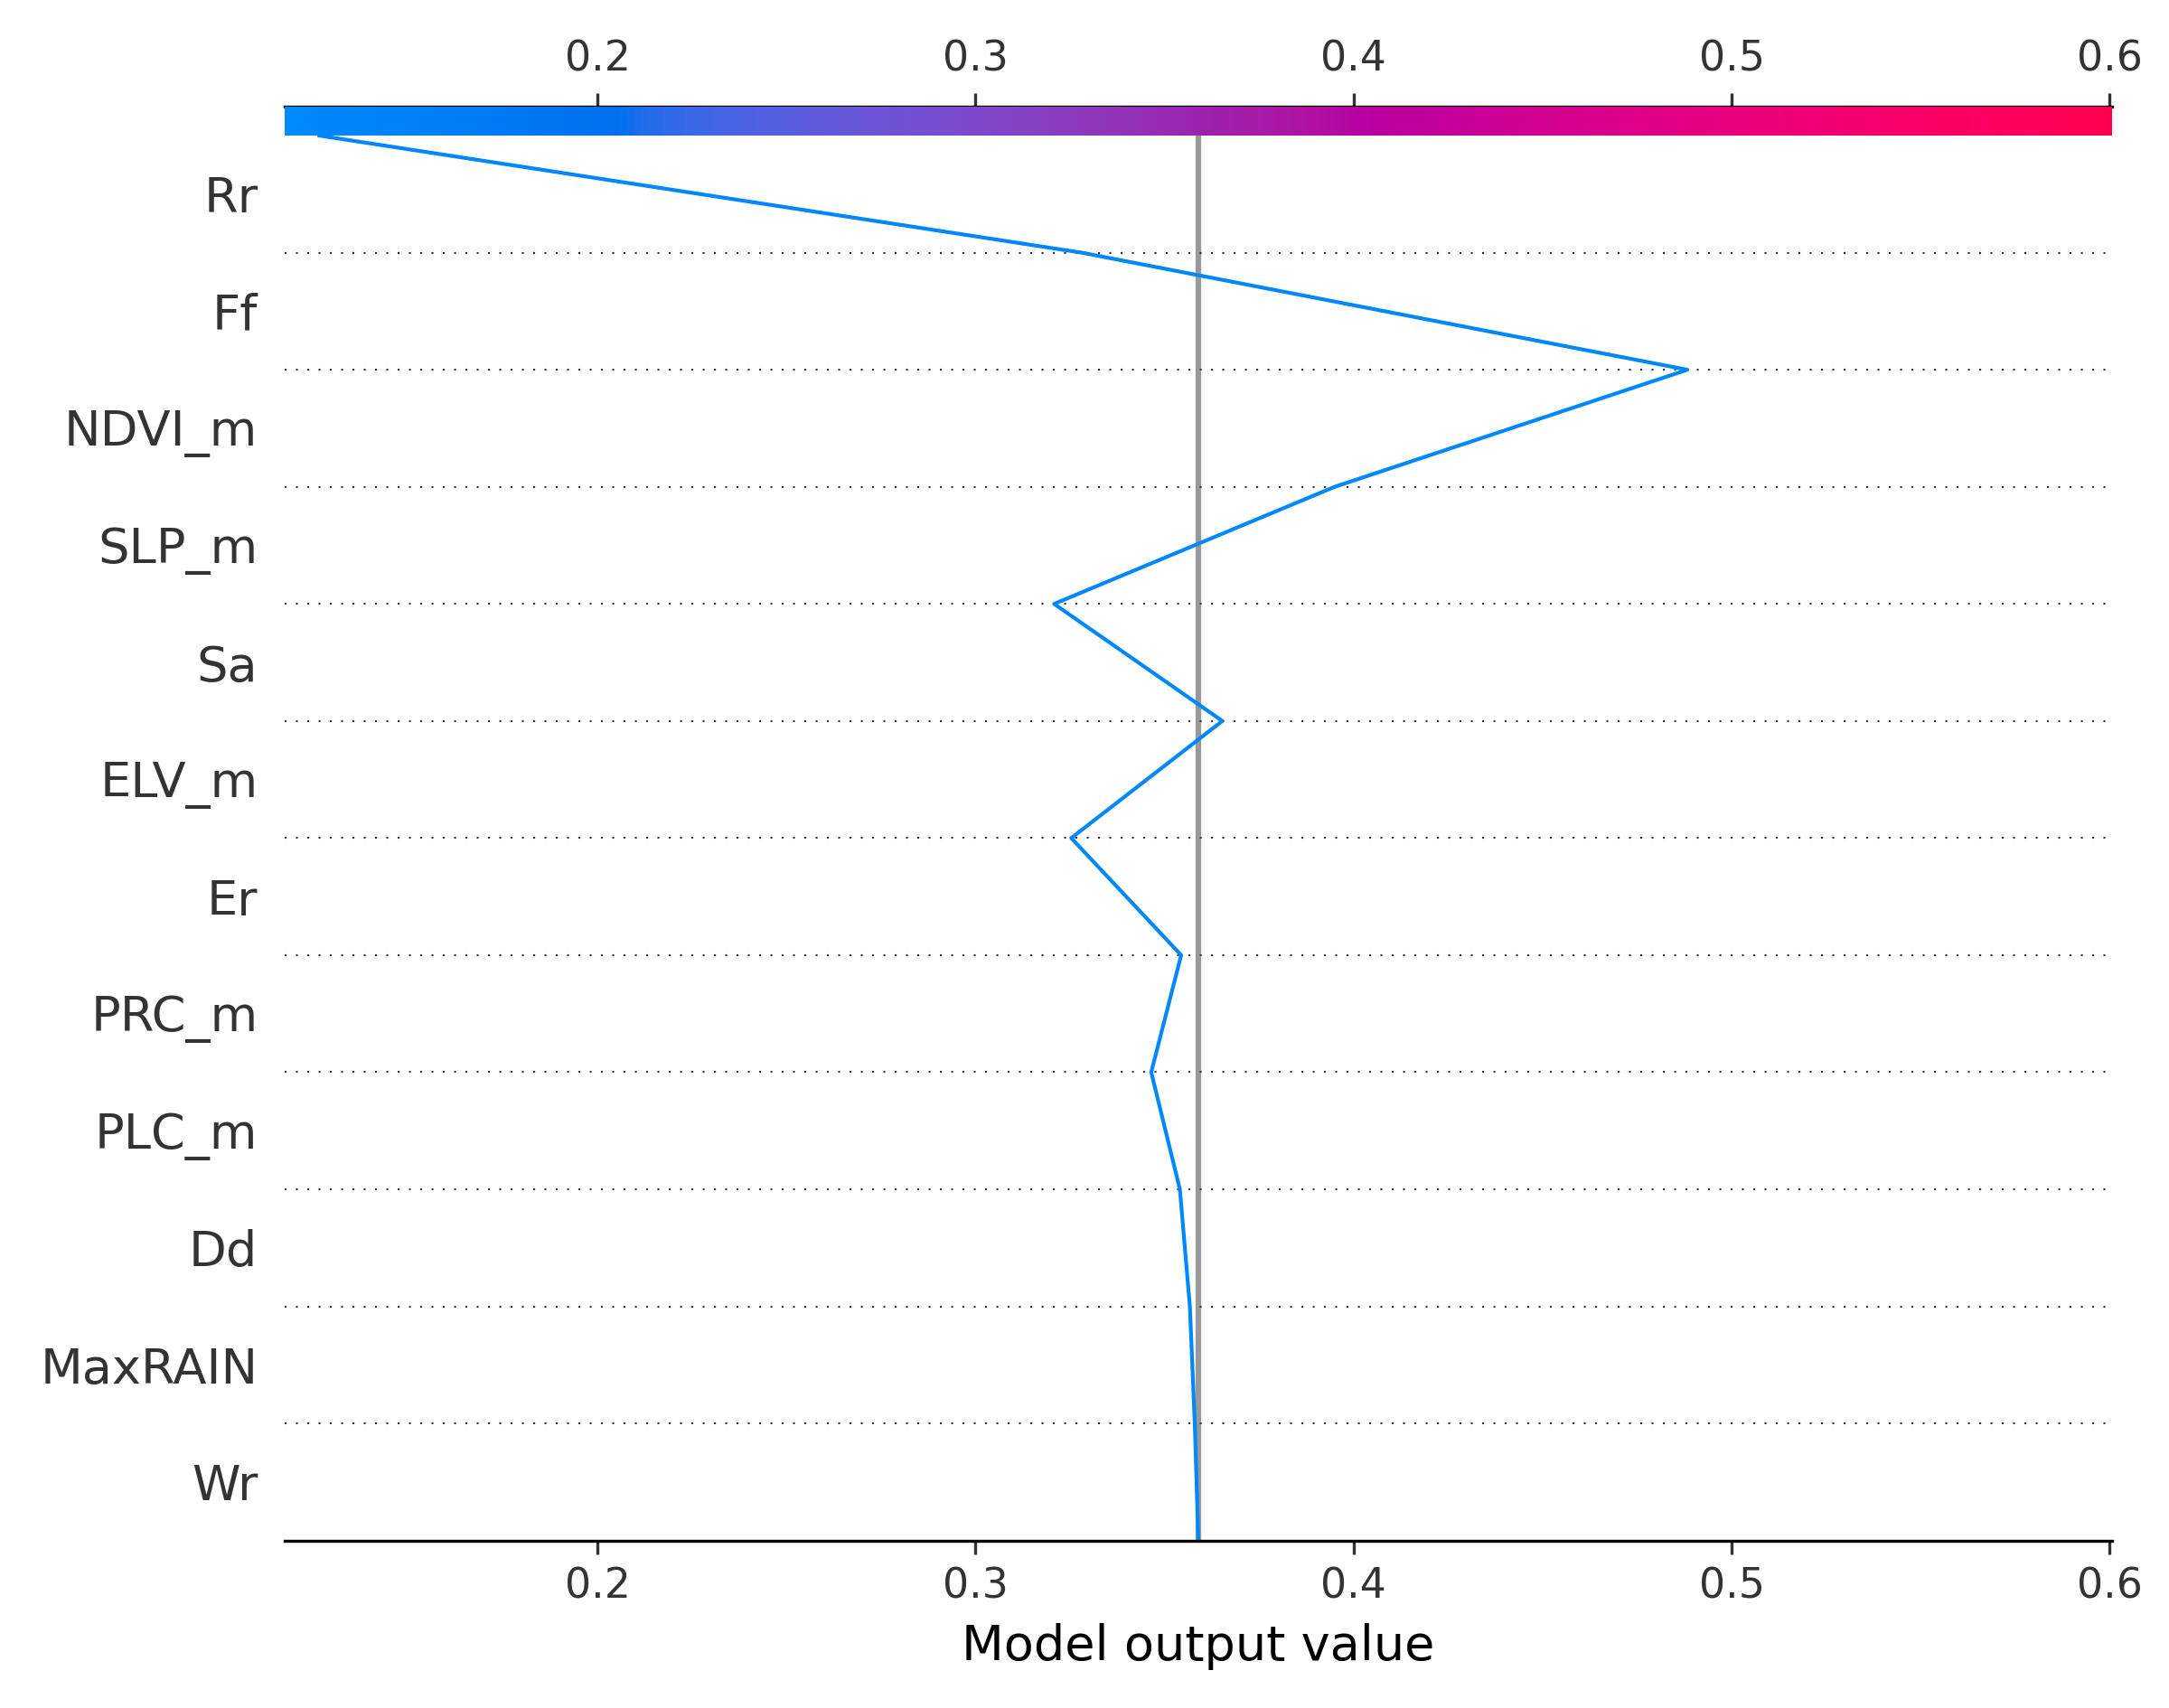 0.2 0.3 0.4 0.5 0.6
Rr
Ff
NDVI_m
SLP_m
Sa
ELV_m
Er
PRC_m
PLC_m
Dd
MaxRAIN
Wr
0.2 0.3 0.4 0.5 0.6
Model output value